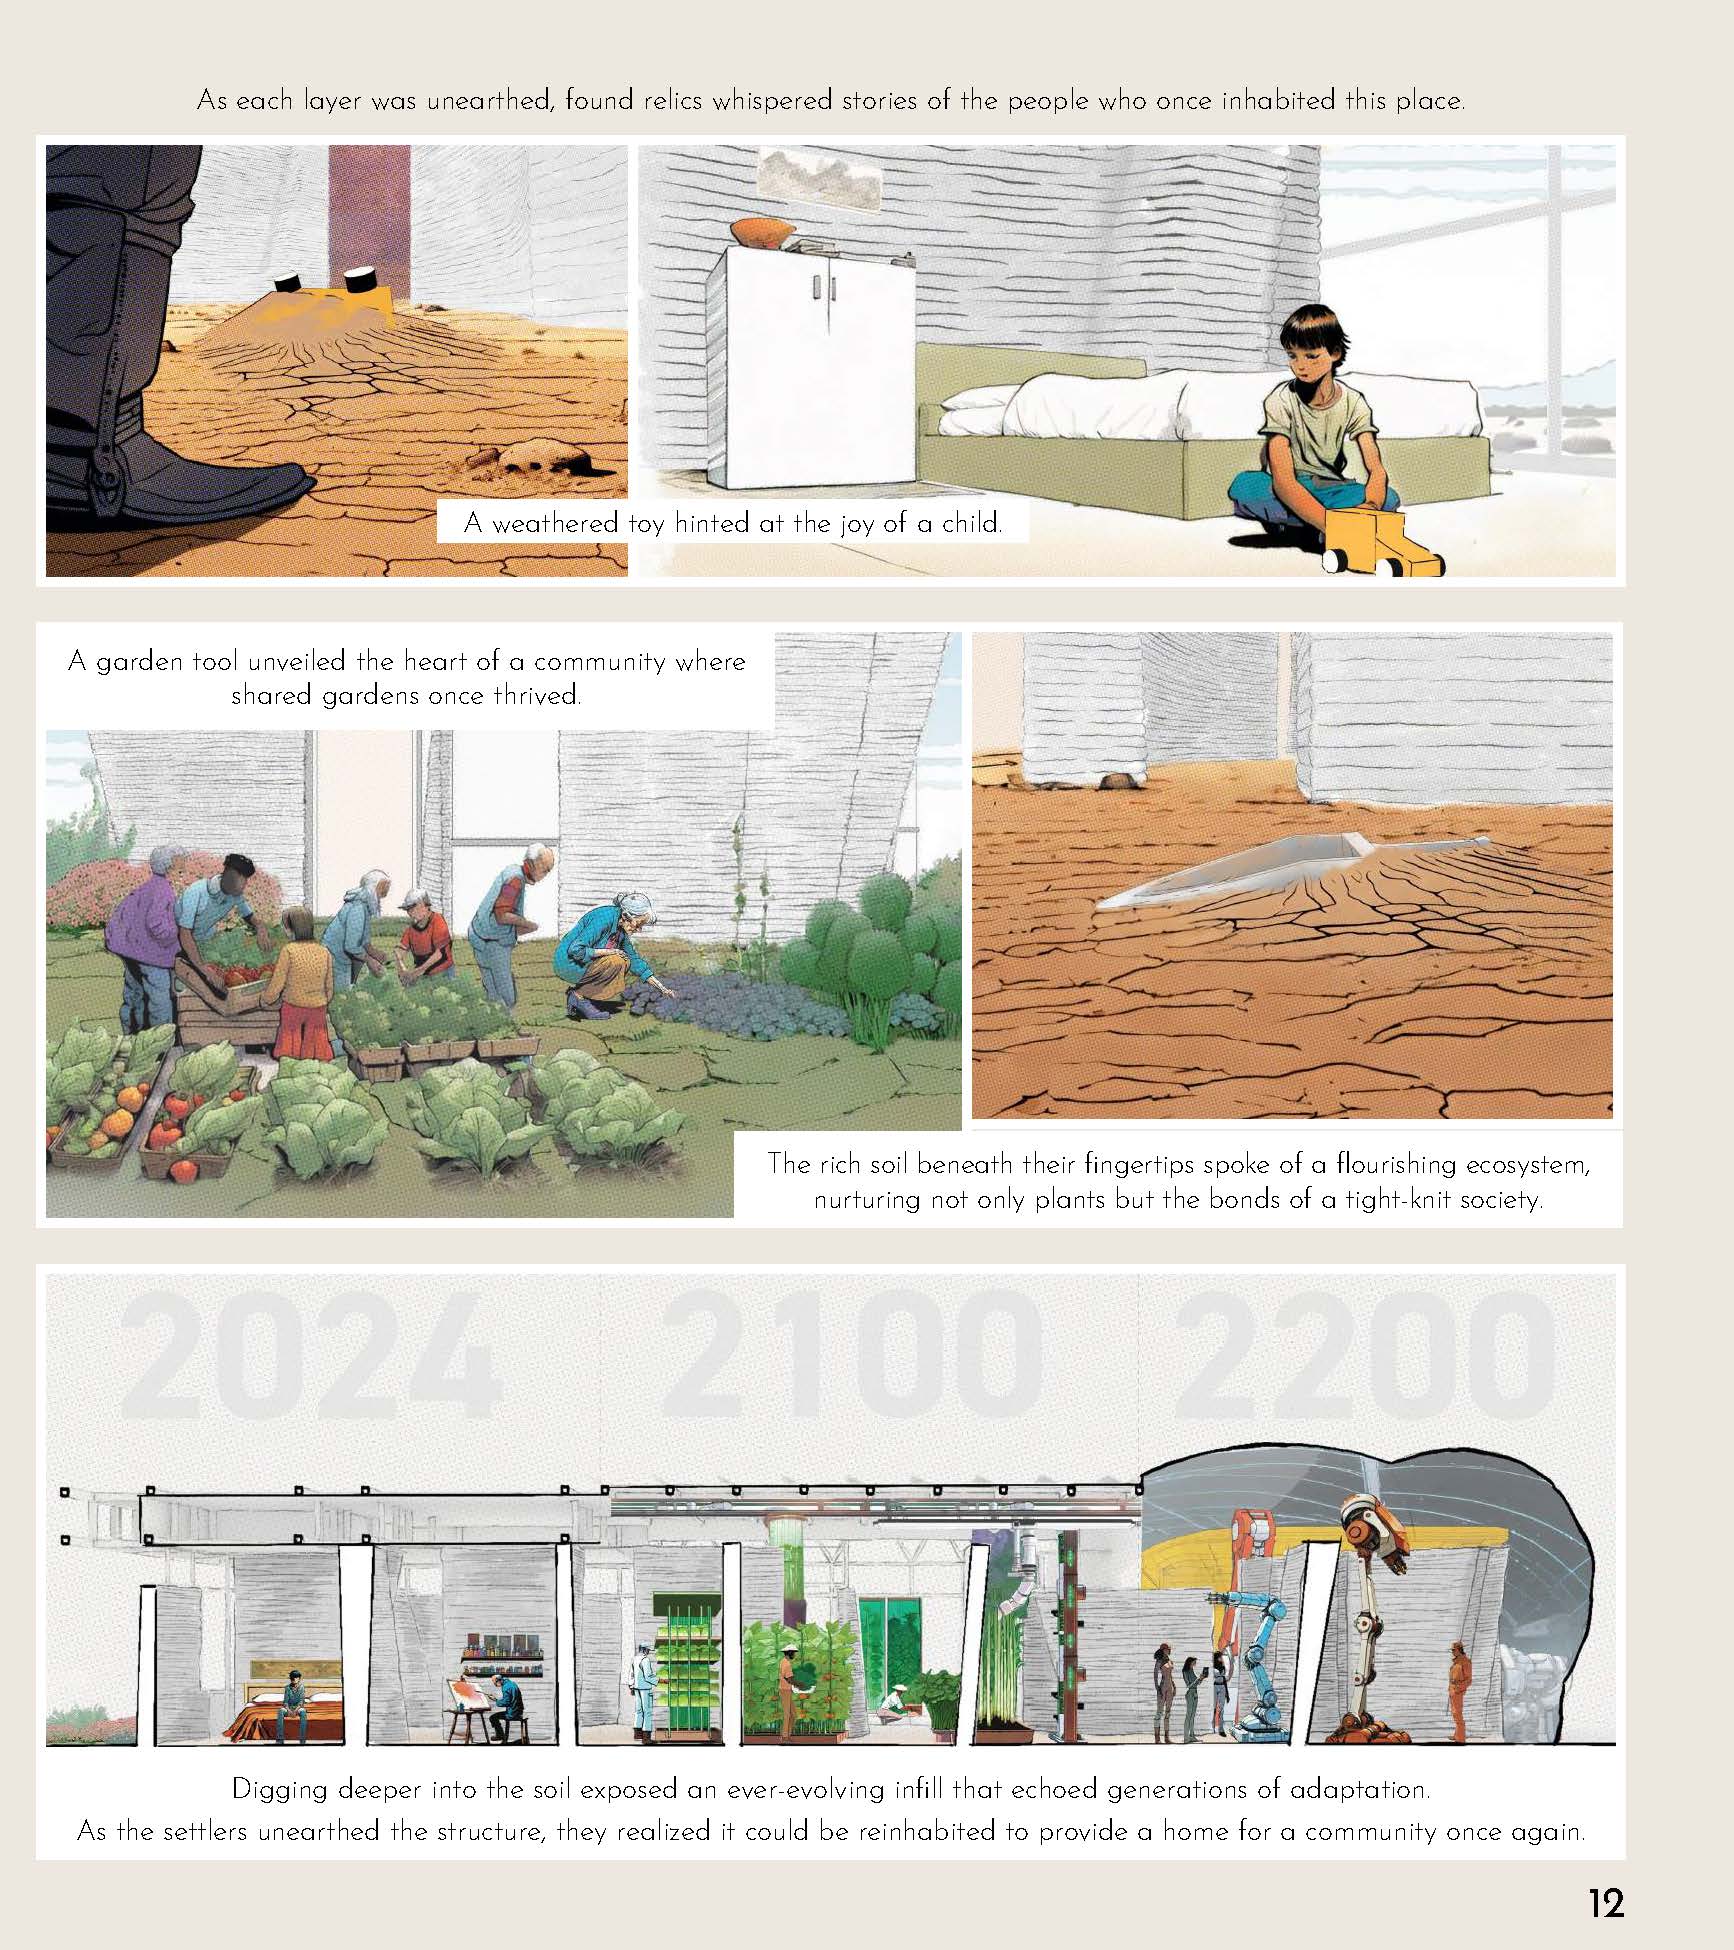 As each layer was unearthed, found relics whispered stories of the people who once inhabited this place.
A weathered toy hinted at the joy of a child.
A garden tool unveiled the heart of a community where
shared gardens once thrived.
The rich soil beneath their fingertips spoke of a flourishing ecosystem,
nurturing not only plants but the bonds of a tight-knit society.
2024 2100 2200
Digging deeper into the soil exposed an ever-evolving infill that echoed generations of adaptation.
As the settlers unearthed the structure, they realized it could be reinhabited to provide a home for a community once again.
12